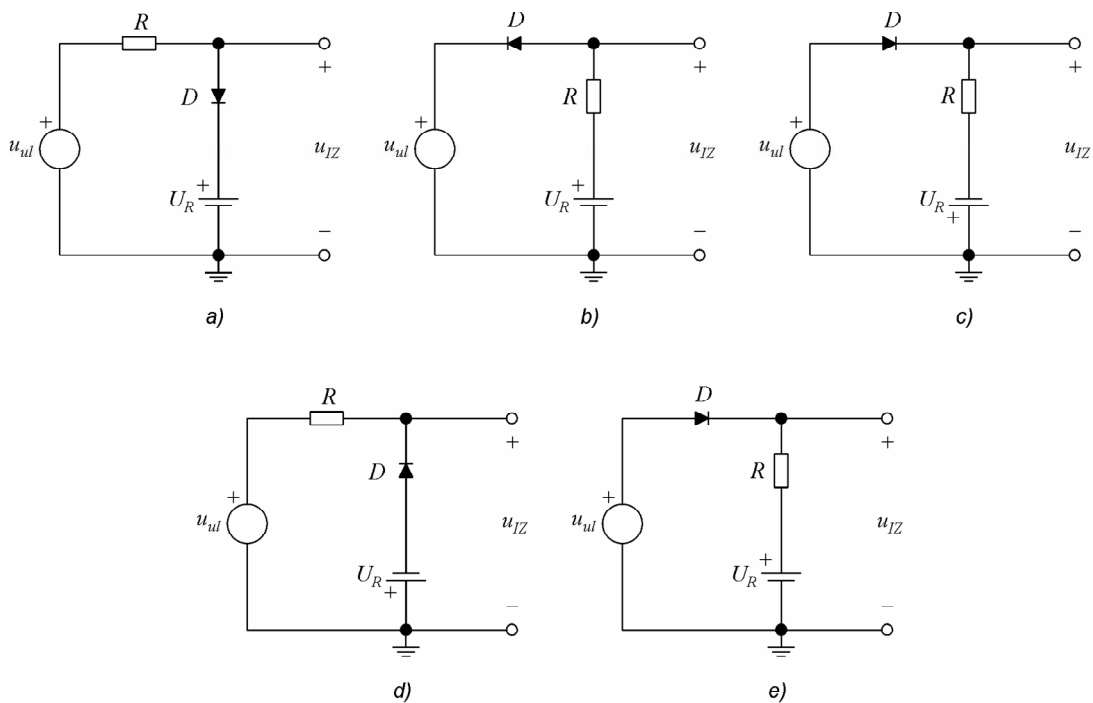 R
D
+
u_ul
+
U_R
u_IZ
+
−
a)
D
R
+
u_ul
+
U_R
u_IZ
+
−
b)
D
R
+
u_ul
U_R
+
u_IZ
+
−
c)
R
D
+
u_ul
U_R
+
u_IZ
+
−
d)
D
R
+
u_ul
+
U_R
u_IZ
+
−
e)